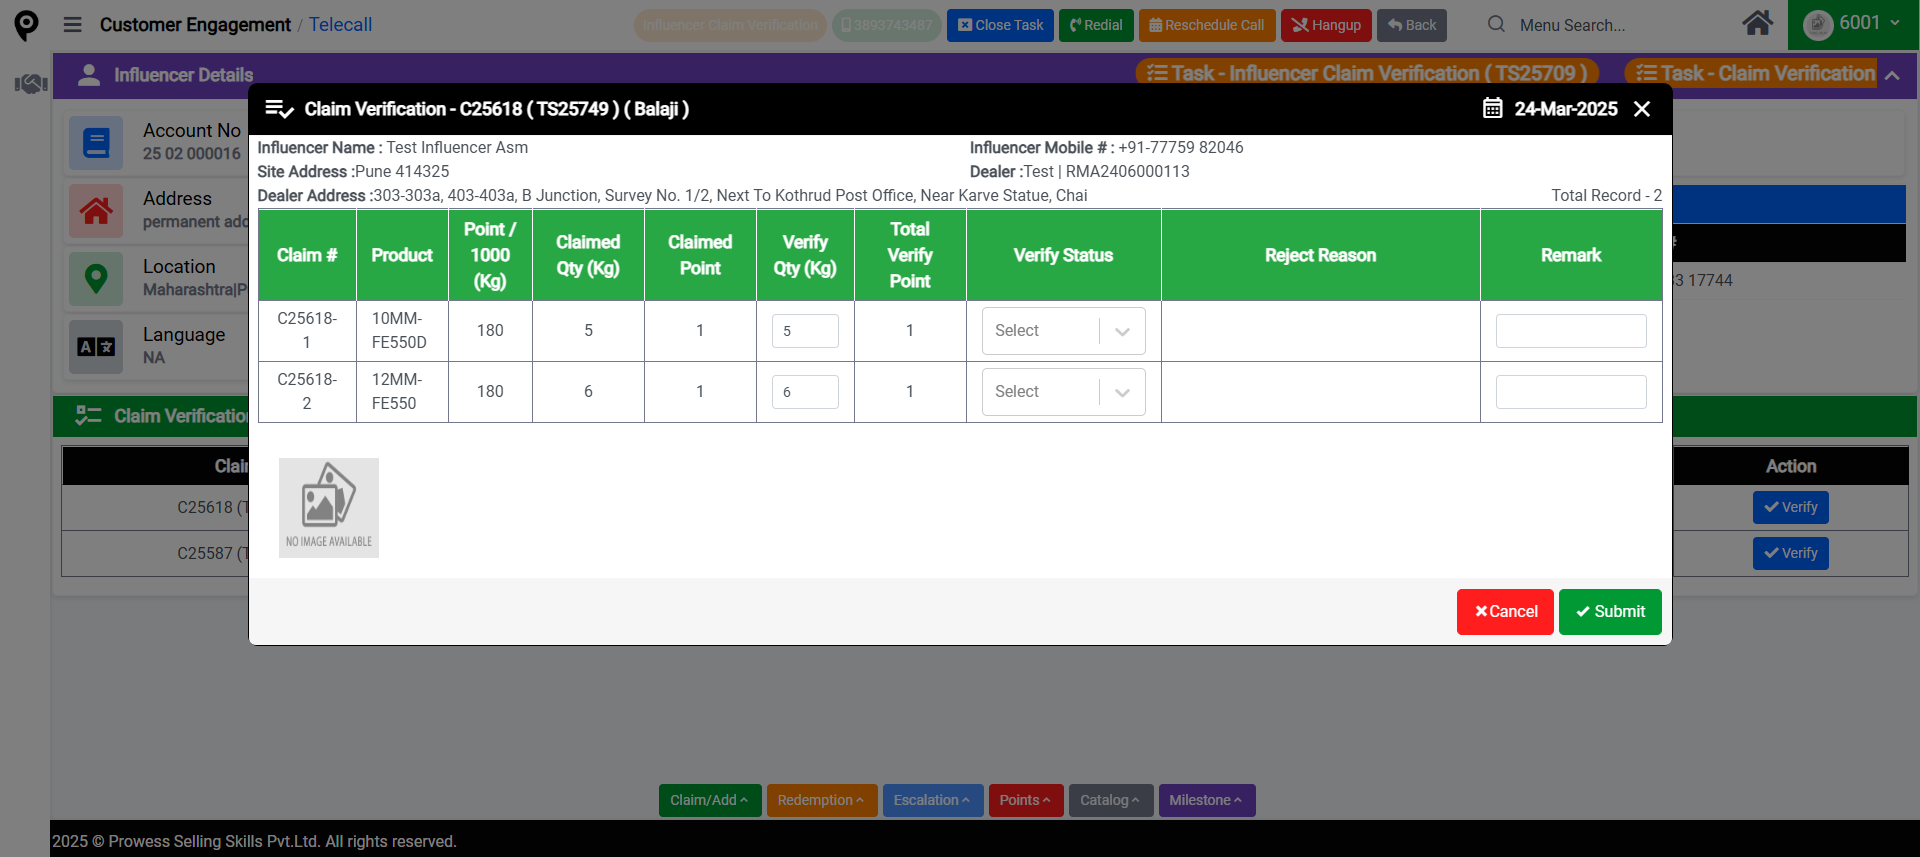 Customer Engagement / Telecall
Influencer Claim Verification
3893743487
Close Task
Redial
Reschedule Call
Hangup
Back
Menu Search...
6001
Influencer Details
Task - Influencer Claim Verification ( TS25709 )
Task - Claim Verification
Account No
25 02 000016
Address
permanent add
Location
Maharashtra|P
Language
NA
33 17744
Claim Verification - C25618 ( TS25749 ) ( Balaji )
24-Mar-2025
Influencer Name : Test Influencer Asm
Influencer Mobile # : +91-77759 82046
Site Address :Pune 414325
Dealer :Test | RMA2406000113
Dealer Address :303-303a, 403-403a, B Junction, Survey No. 1/2, Next To Kothrud Post Office, Near Karve Statue, Chai
Total Record - 2
Claim #
Product
Point /
1000
(Kg)
Claimed
Qty (Kg)
Claimed
Point
Verify
Qty (Kg)
Total
Verify
Point
Verify Status
Reject Reason
Remark
C25618-
1
10MM-
FE550D
180
5
1
5
1
Select
C25618-
2
12MM-
FE550
180
6
1
6
1
Select
NO IMAGE AVAILABLE
Cancel
Submit
Claim Verification
Clai
Action
C25618 (T
Verify
C25587 (T
Verify
Claim/Add
Redemption
Escalation
Points
Catalog
Milestone
2025 © Prowess Selling Skills Pvt.Ltd. All rights reserved.